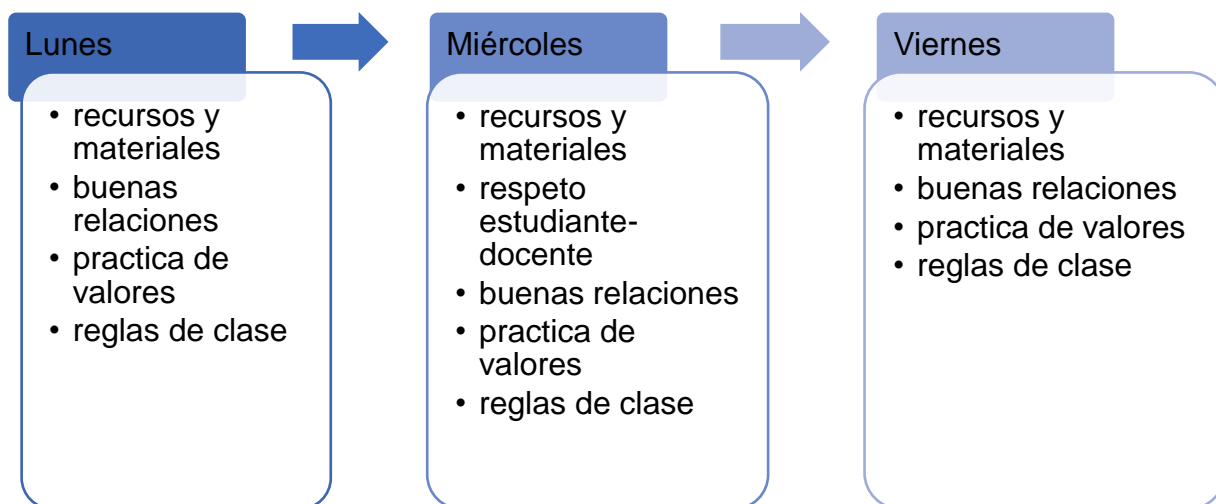 Lunes
• recursos y
materiales
• buenas
relaciones
• practica de
valores
• reglas de clase
Miércoles
• recursos y
materiales
• respeto
estudiante-
docente
• buenas relaciones
• practica de
valores
• reglas de clase
Viernes
• recursos y
materiales
• buenas relaciones
• practica de valores
• reglas de clase